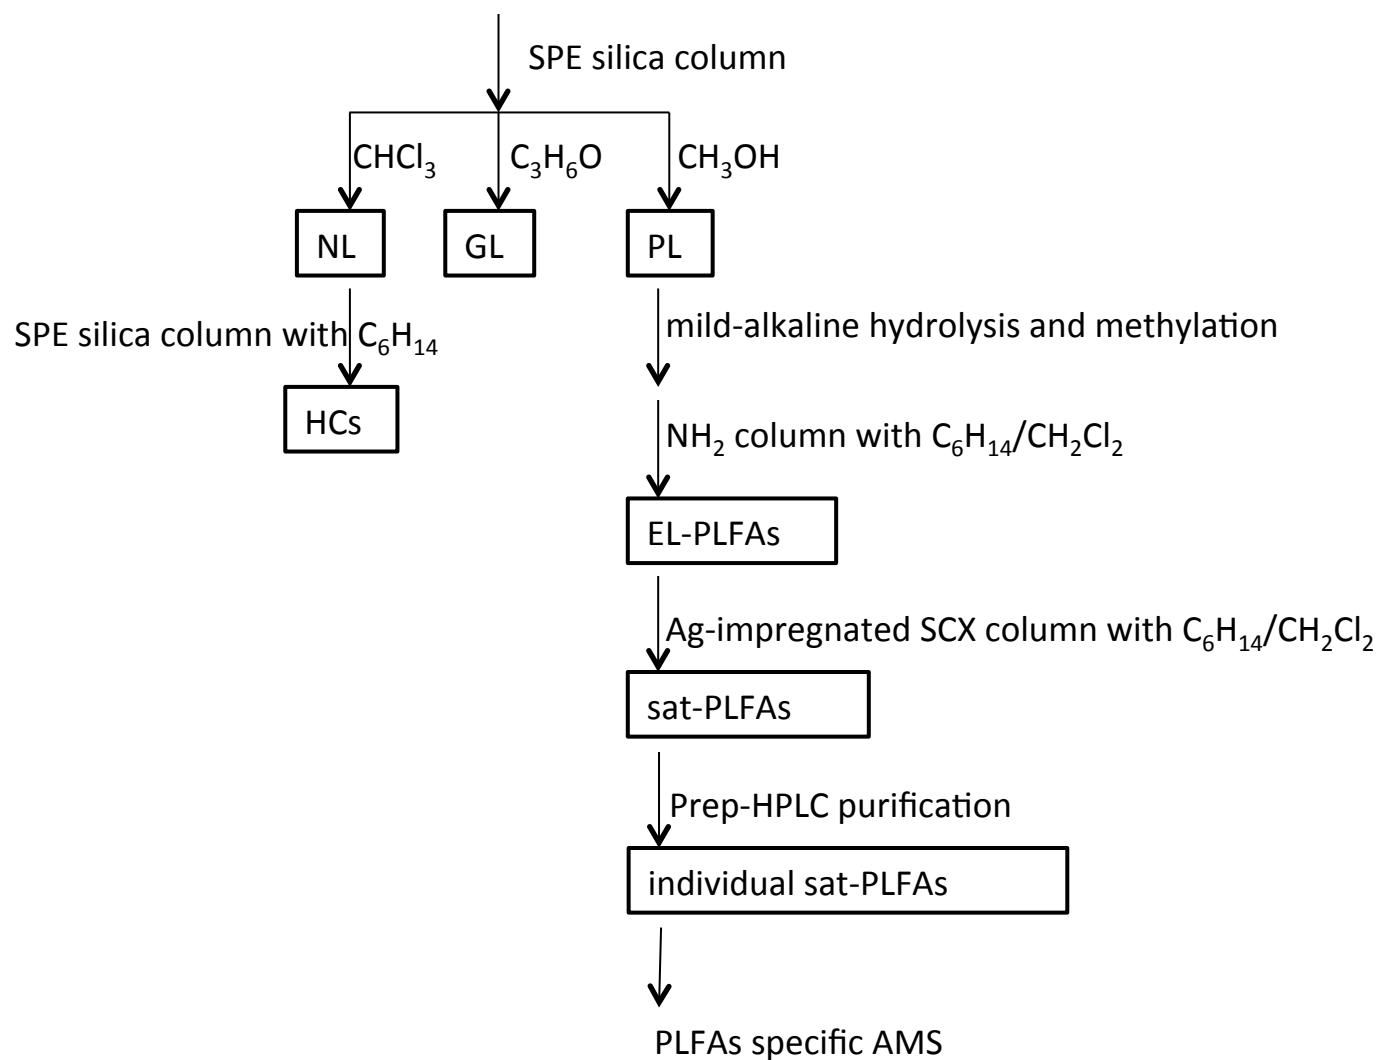 SPE silica column
CHCl₃ C₃H₆O CH₃OH
NL GL PL
SPE silica column with C₆H₁₄
mild-alkaline hydrolysis and methylation
HCs
NH₂ column with C₆H₁₄/CH₂Cl₂
EL-PLFAs
Ag-impregnated SCX column with C₆H₁₄/CH₂Cl₂
sat-PLFAs
Prep-HPLC purification
individual sat-PLFAs
PLFAs specific AMS